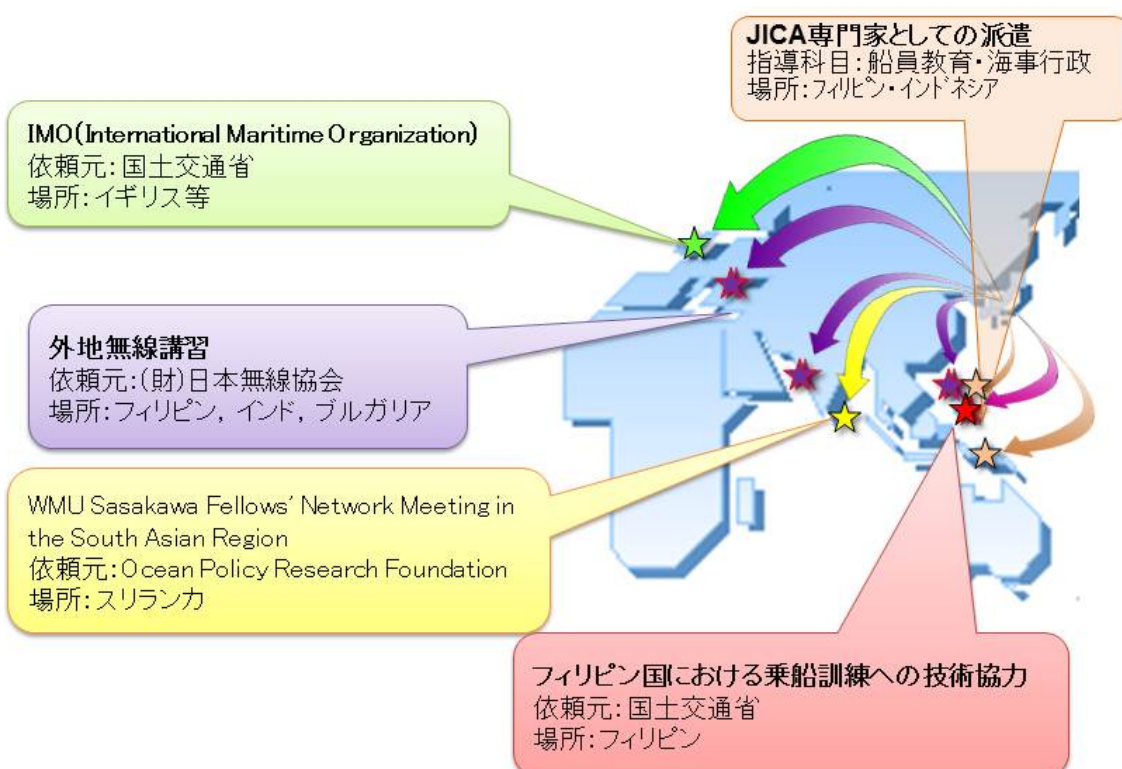 JICA専門家としての派遣
指導科目：船員教育・海事行政
場所：フィリピン・インドネシア
IMO(International Maritime Organization)
依頼元：国土交通省
場所：イギリス等
外地無線講習
依頼元：(財)日本無線協会
場所：フィリピン, インド, ブルガリア
WMU Sasakawa Fellows’ Network Meeting in
the South Asian Region
依頼元：Ocean Policy Research Foundation
場所：スリランカ
フィリピン国における乗船訓練への技術協力
依頼元：国土交通省
場所：フィリピン